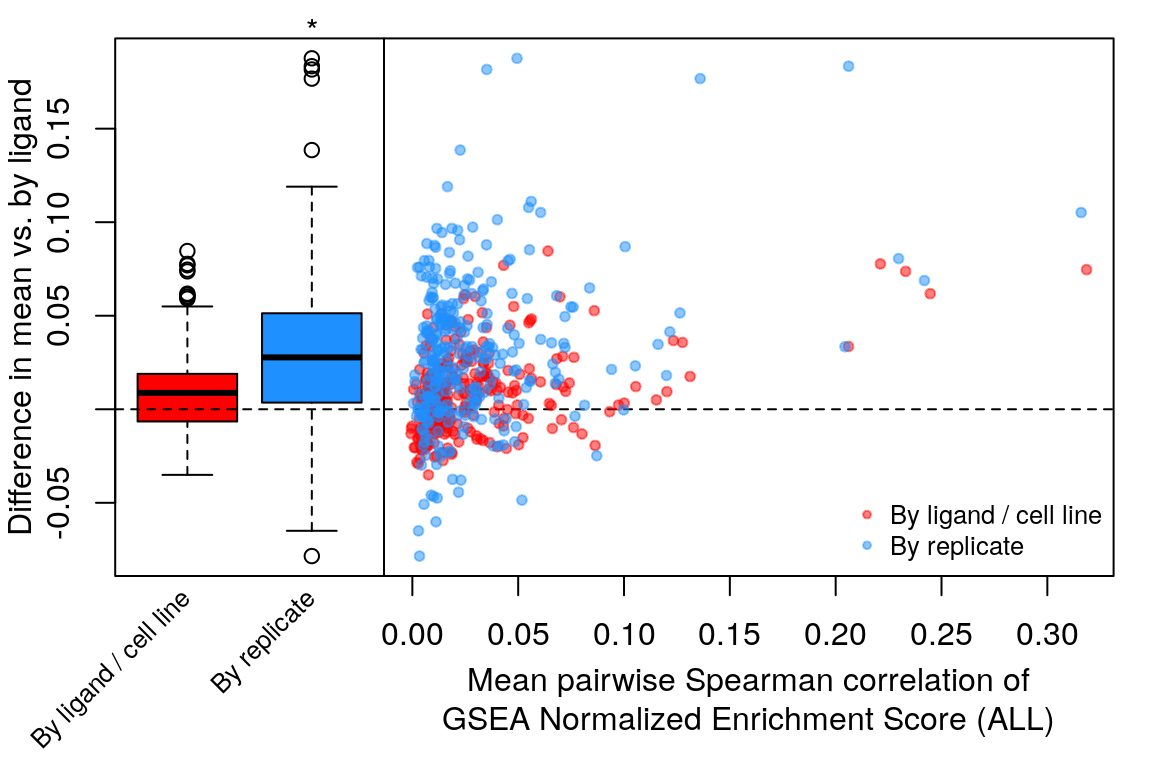 *
Difference in mean vs. by ligand
0.15
0.10
0.05
-0.05
By ligand / cell line
By replicate
By ligand / cell line
By replicate
0.00 0.05 0.10 0.15 0.20 0.25 0.30
Mean pairwise Spearman correlation of
GSEA Normalized Enrichment Score (ALL)